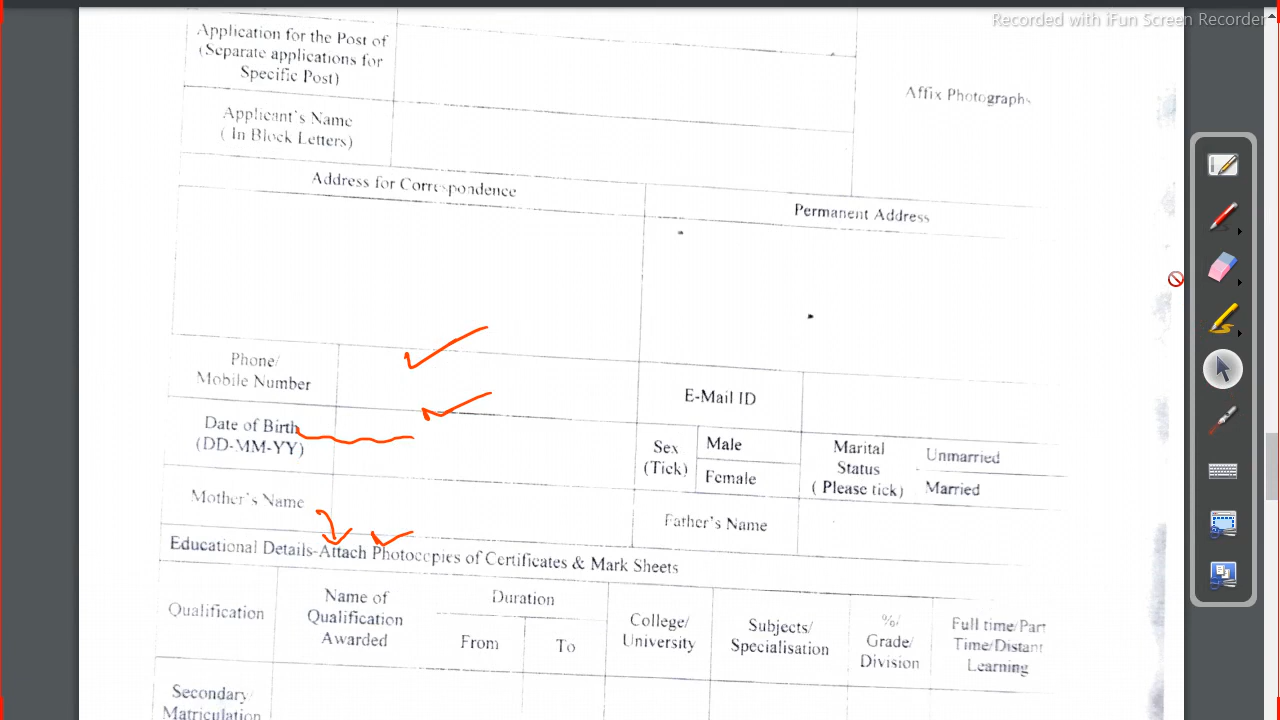 Recorded with iFun Screen Recorder
Application for the Post of
(Separate applications for
Specific Post)
Affix Photographs
Applicant's Name
( In Block Letters)
Address for Correspondence
Permanent Address
Phone/
Mobile Number
E-Mail ID
Date of Birth
(DD-MM-YY)
Sex
(Tick)
Male
Female
Marital
Status
( Please tick)
Unmarried
Married
Mother's Name
Father's Name
Educational Details-Attach Photocopies of Certificates & Mark Sheets
Qualification
Name of
Qualification
Awarded
Duration
From
To
College/
University
Subjects/
Specialisation
%/
Grade/
Division
Full time/Part
Time/Distant
Learning
Secondary/
Matriculation